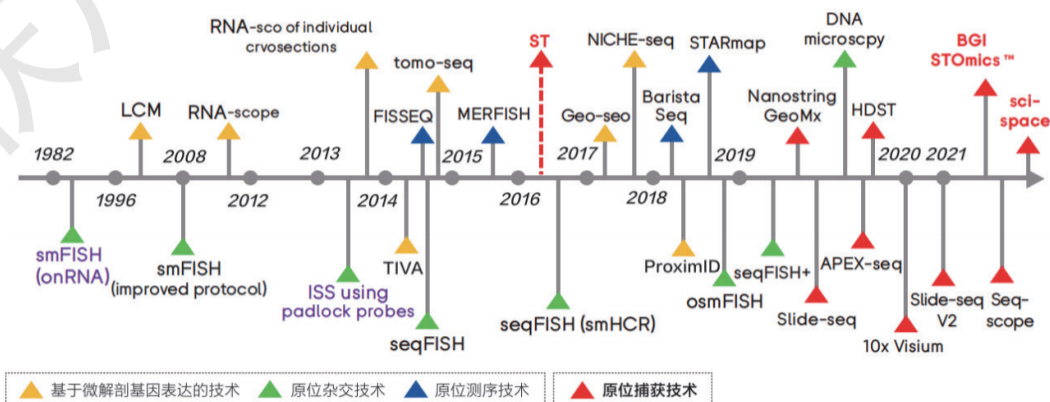 RNA-sco of individual
crvosections
tomo-seq
ST
NICHE-seq
STARmap
DNA
microscpy
BGI
STOmics™
sci-
space
LCM
RNA-scope
FISSEQ
MERFISH
Geo-seo
Barista
Seq
Nanostring
GeoMx
HDST
1982
2008
2013
2015
2017
2019
2020
2021
1996
2012
2014
2016
2018
smFISH
(onRNA)
smFISH
(improved protocol)
ISS using
padlock probes
TIVA
seqFISH
seqFISH (smHCR)
ProximID
osmFISH
seqFISH+
Slide-seq
APEX-seq
10x Visium
Slide-seq
V2
Seq-
scope
基于微解剖基因表达的技术
原位杂交技术
原位测序技术
原位捕获技术